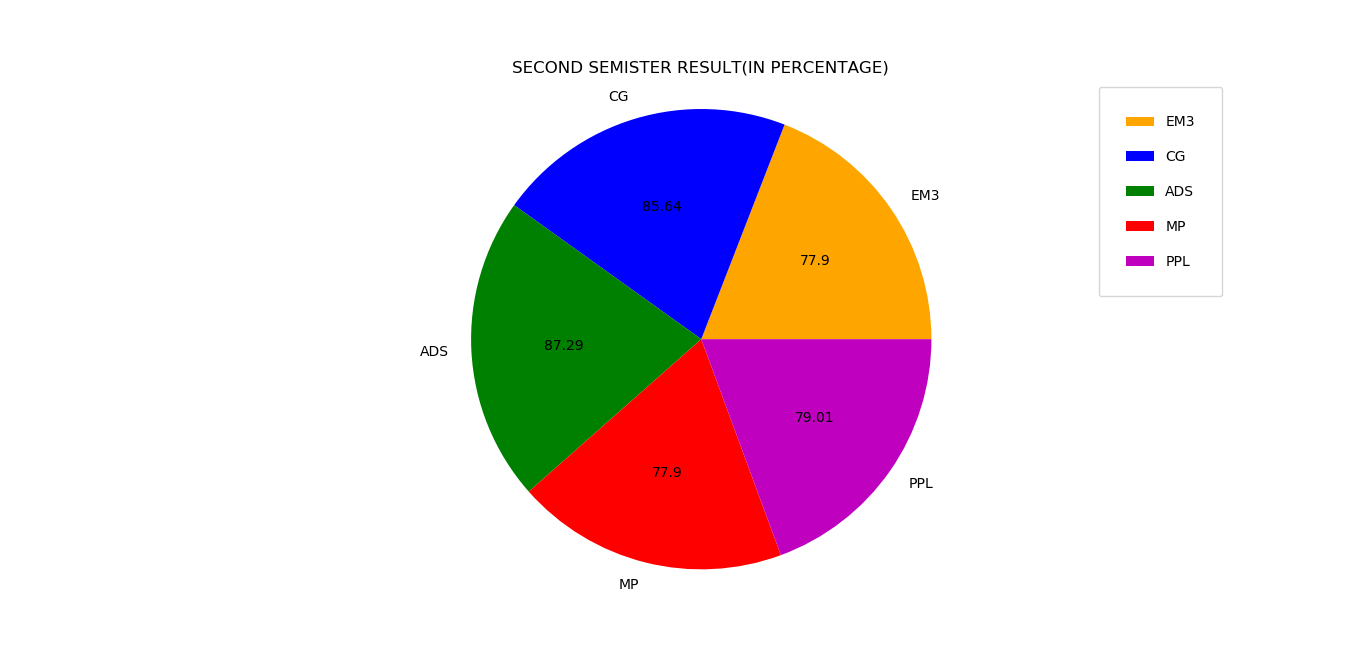 SECOND SEMISTER RESULT(IN PERCENTAGE)
CG
EM3
85.64
77.9
ADS
87.29
77.9
79.01
PPL
MP
EM3
CG
ADS
MP
PPL